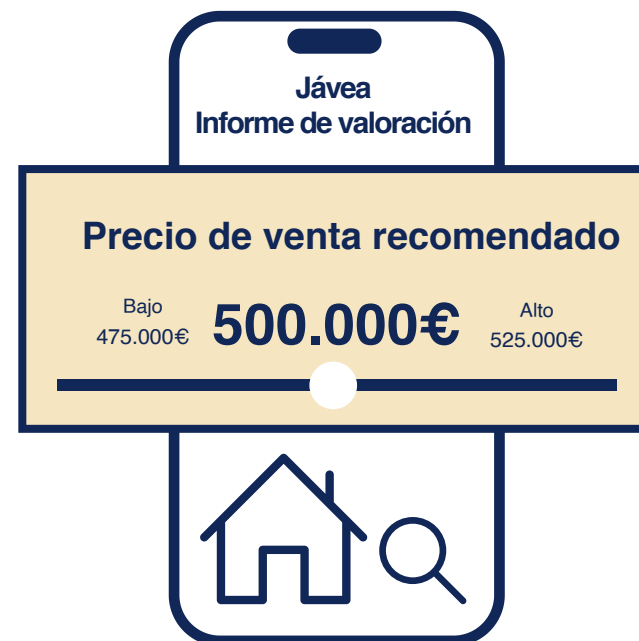 Jávea
Informe de valoración
Precio de venta recomendado
Bajo
475.000€
500.000€
Alto
525.000€